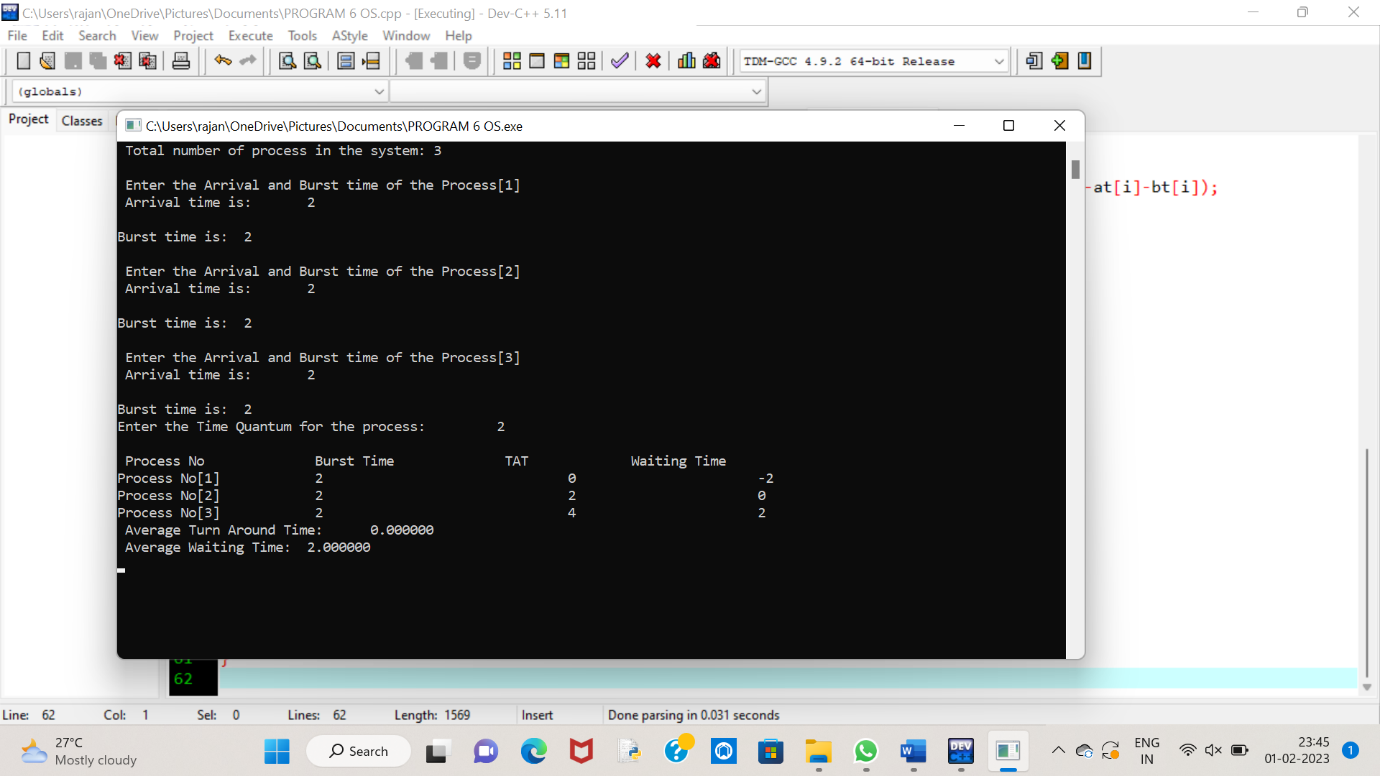 C:\Users\rajan\OneDrive\Pictures\Documents\PROGRAM 6 OS.cpp - [Executing] - Dev-C++ 5.11
File Edit Search View Project Execute Tools AStyle Window Help
TDM-GCC 4.9.2 64-bit Release
(globals)
Project Classes
C:\Users\rajan\OneDrive\Pictures\Documents\PROGRAM 6 OS.exe
Total number of process in the system: 3
Enter the Arrival and Burst time of the Process[1]
-at[i]-bt[i]);
Arrival time is: 2
Burst time is: 2
Enter the Arrival and Burst time of the Process[2]
Arrival time is: 2
Burst time is: 2
Enter the Arrival and Burst time of the Process[3]
Arrival time is: 2
Burst time is: 2
Enter the Time Quantum for the process: 2
Process No Burst Time TAT Waiting Time
Process No[1] 2 0 -2
Process No[2] 2 2 0
Process No[3] 2 4 2
Average Turn Around Time: 0.000000
Average Waiting Time: 2.000000
62
Line: 62 Col: 1 Sel: 0 Lines: 62 Length: 1569 Insert Done parsing in 0.031 seconds
27°C
Mostly cloudy
Search
DEV
ENG
IN
23:45
01-02-2023
1